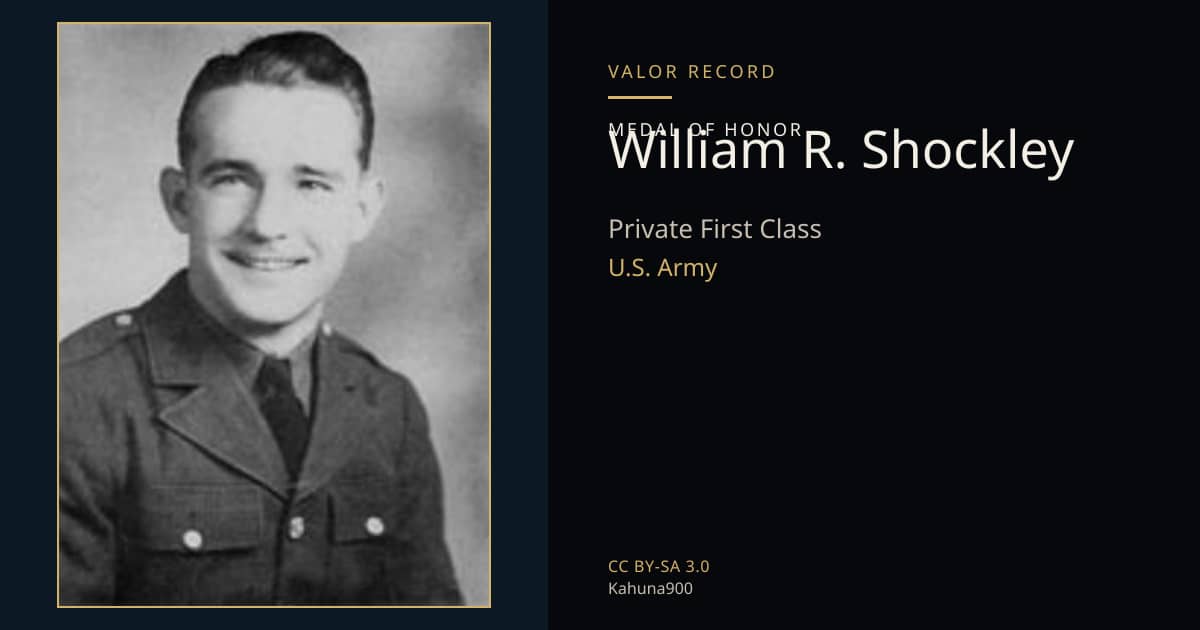 VALOR RECORD
MEDAL OF HONOR
William R. Shockley
Private First Class
U.S. Army
CC BY-SA 3.0
Kahuna900